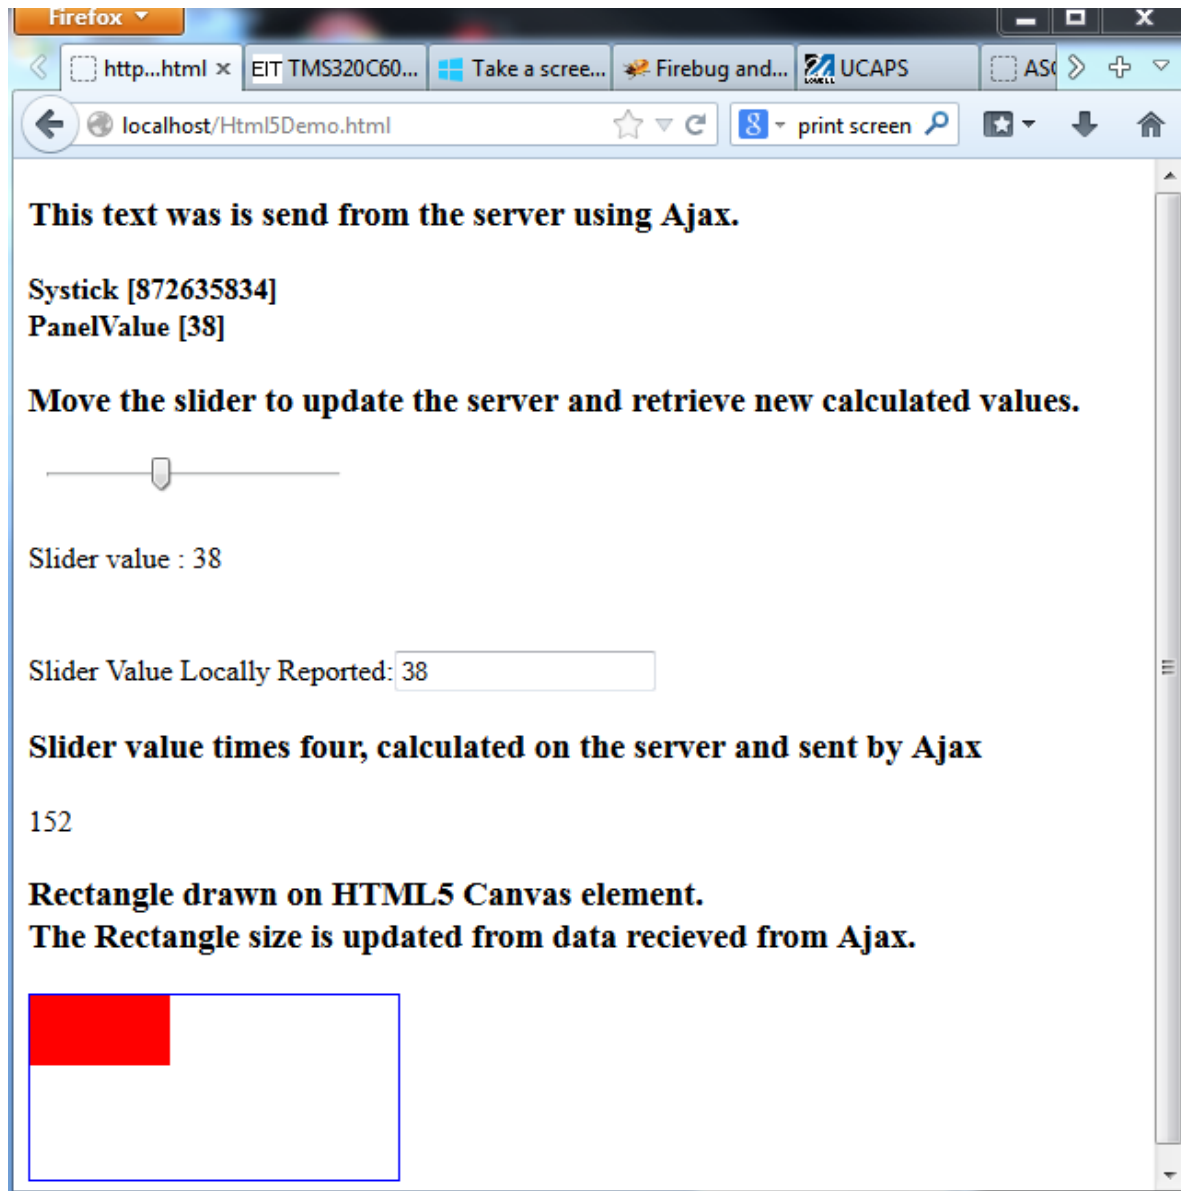 Firefox
http...html × EIT TMS320C60... Take a scree... Firebug and... UCAPS ASC
localhost/Html5Demo.html 8 print screen
This text was is send from the server using Ajax.
Systick [872635834]
PanelValue [38]
Move the slider to update the server and retrieve new calculated values.
Slider value : 38
Slider Value Locally Reported: 38
Slider value times four, calculated on the server and sent by Ajax
152
Rectangle drawn on HTML5 Canvas element.
The Rectangle size is updated from data recieved from Ajax.